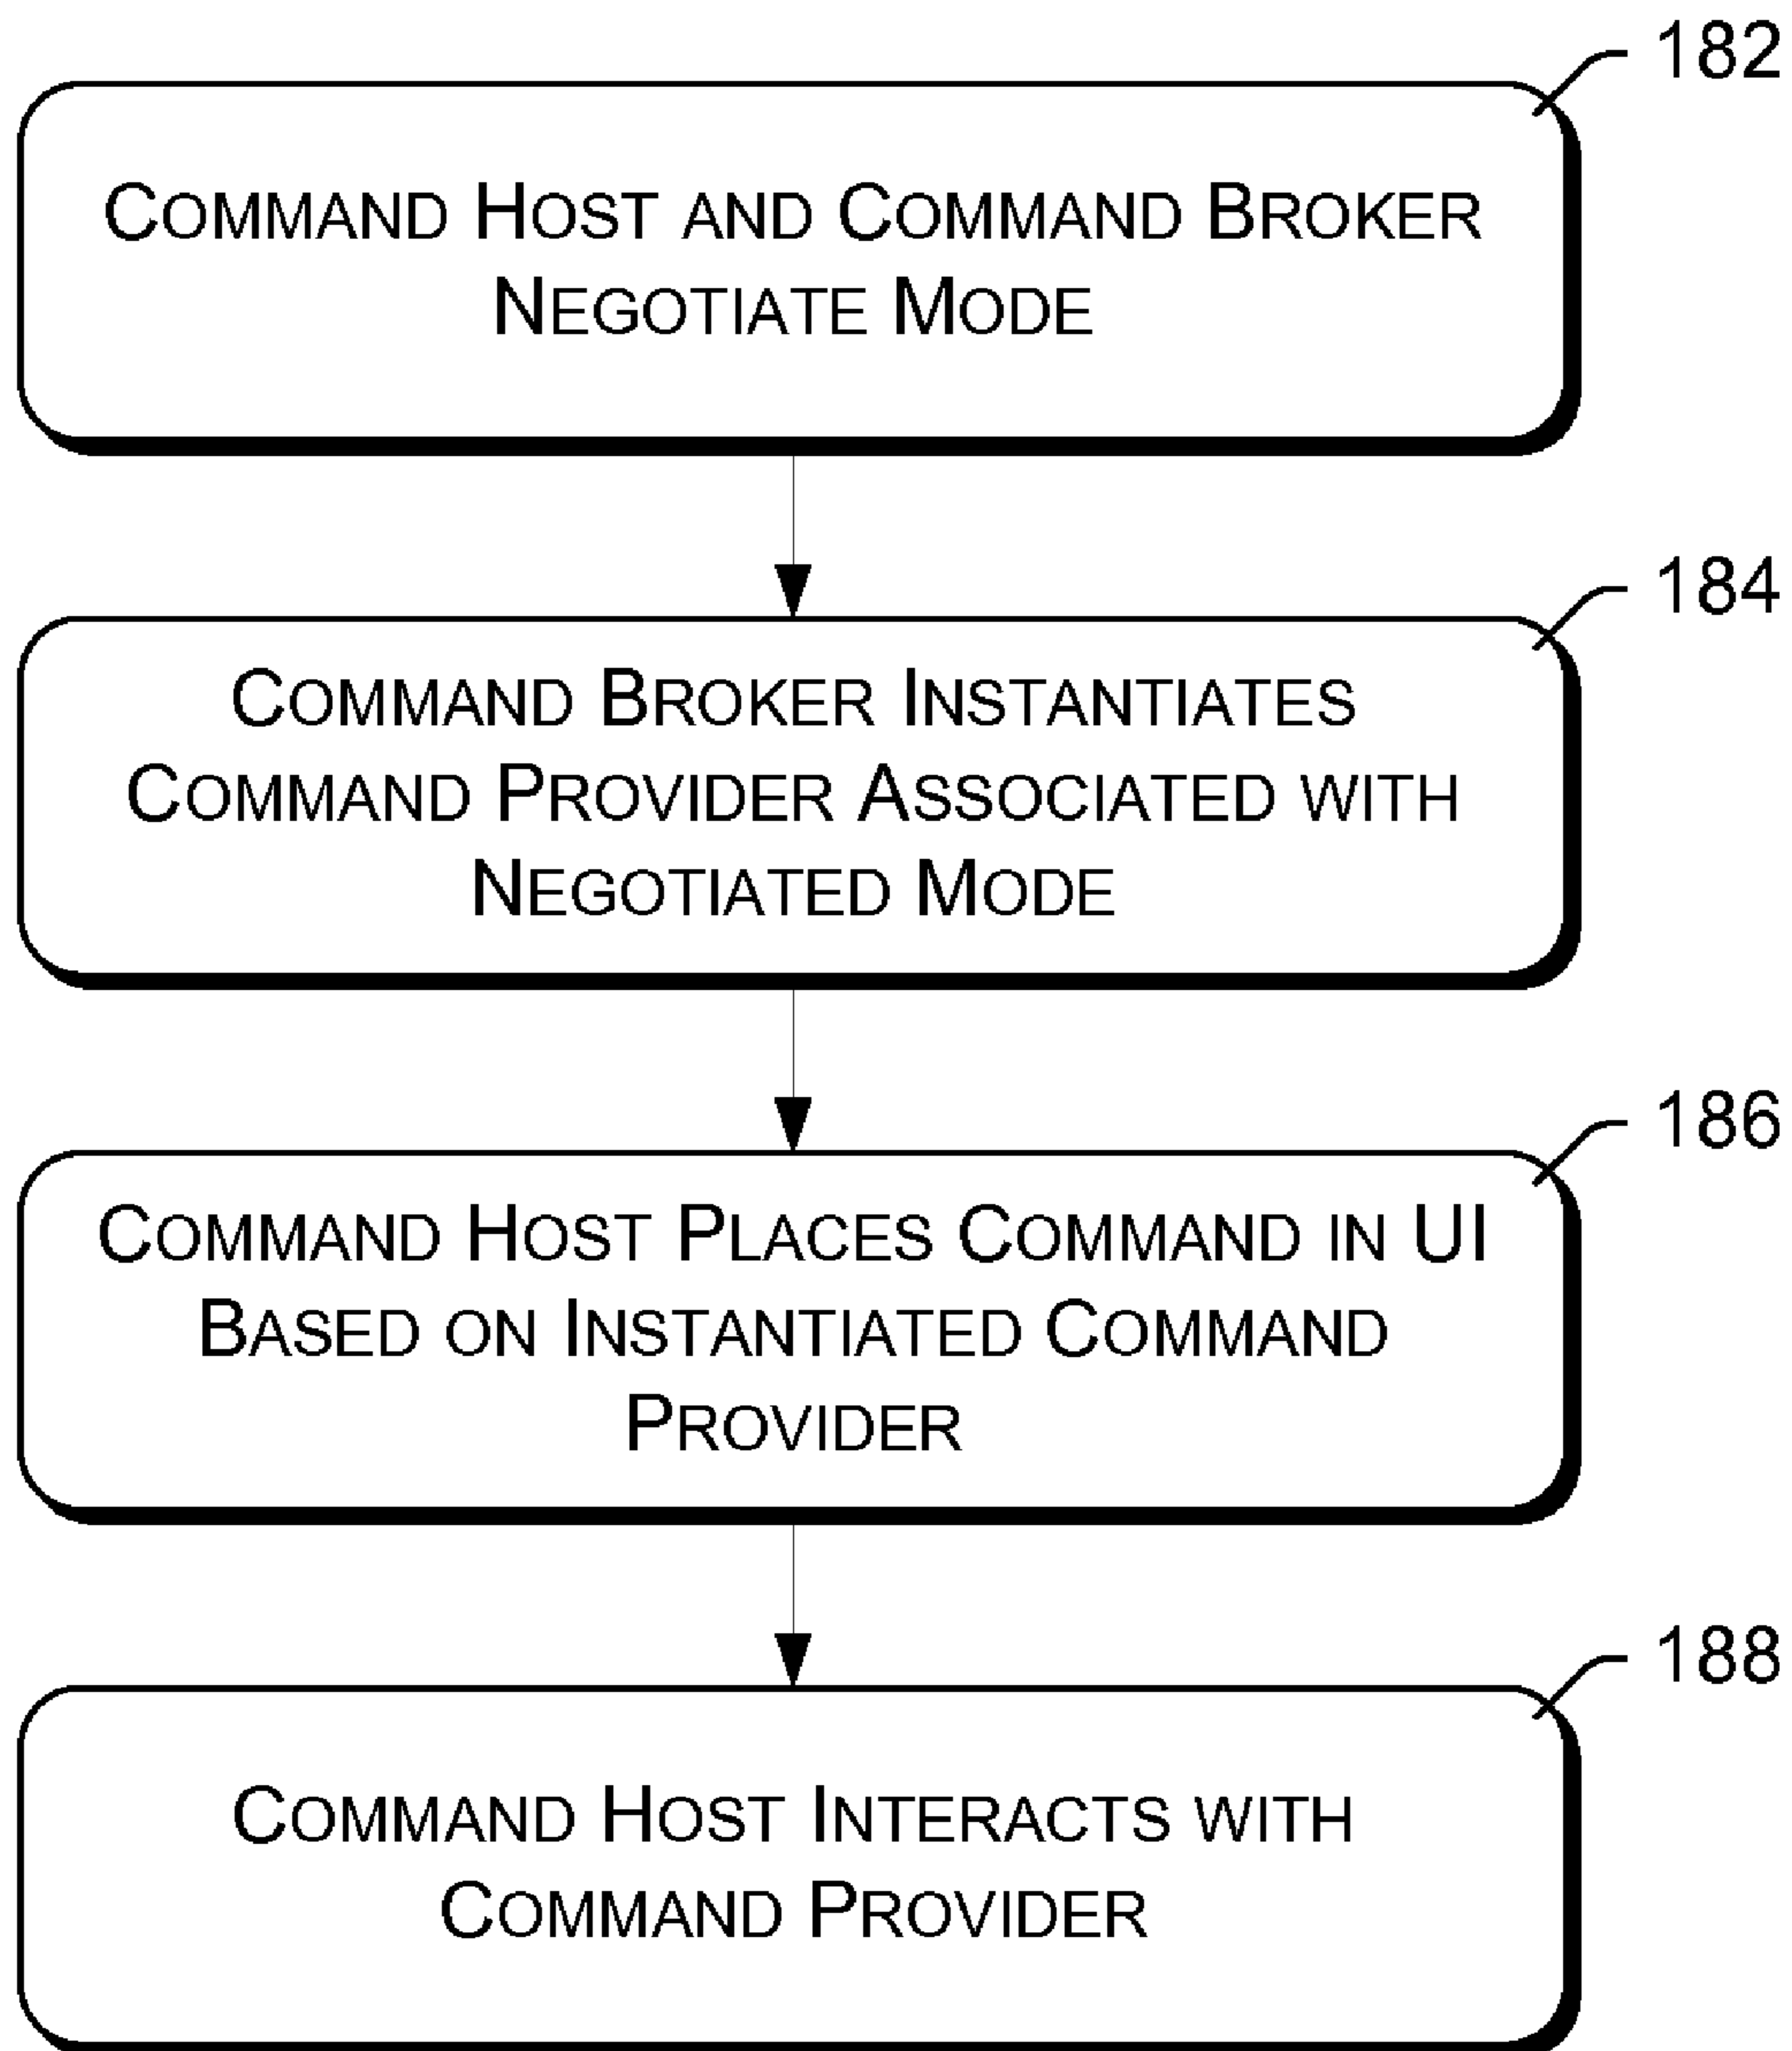 182
Command Host and Command Broker
Negotiate Mode
184
Command Broker Instantiates
Command Provider Associated with
Negotiated Mode
186
Command Host Places Command in UI
Based on Instantiated Command
Provider
188
Command Host Interacts with
Command Provider